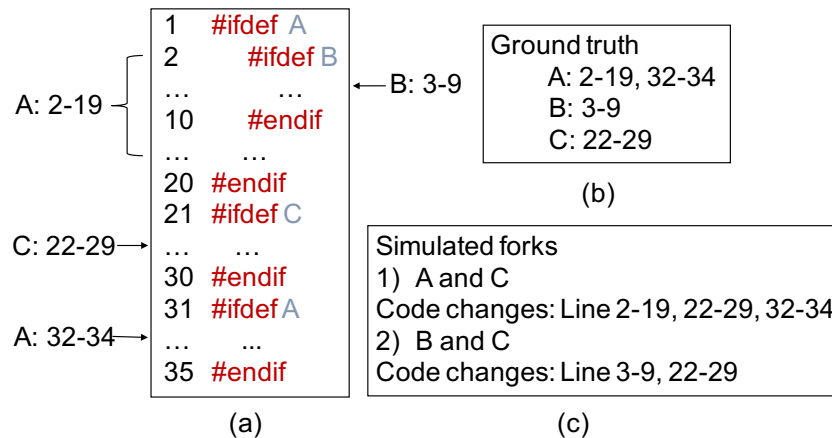 1 #ifdef A
2 #ifdef B
… …
10 #endif
… …
20 #endif
21 #ifdef C
… …
30 #endif
31 #ifdef A
… ...
35 #endif
A: 2-19
C: 22-29
A: 32-34
B: 3-9
(a)
Ground truth
A: 2-19, 32-34
B: 3-9
C: 22-29
(b)
Simulated forks
1) A and C
Code changes: Line 2-19, 22-29, 32-34
2) B and C
Code changes: Line 3-9, 22-29
(c)